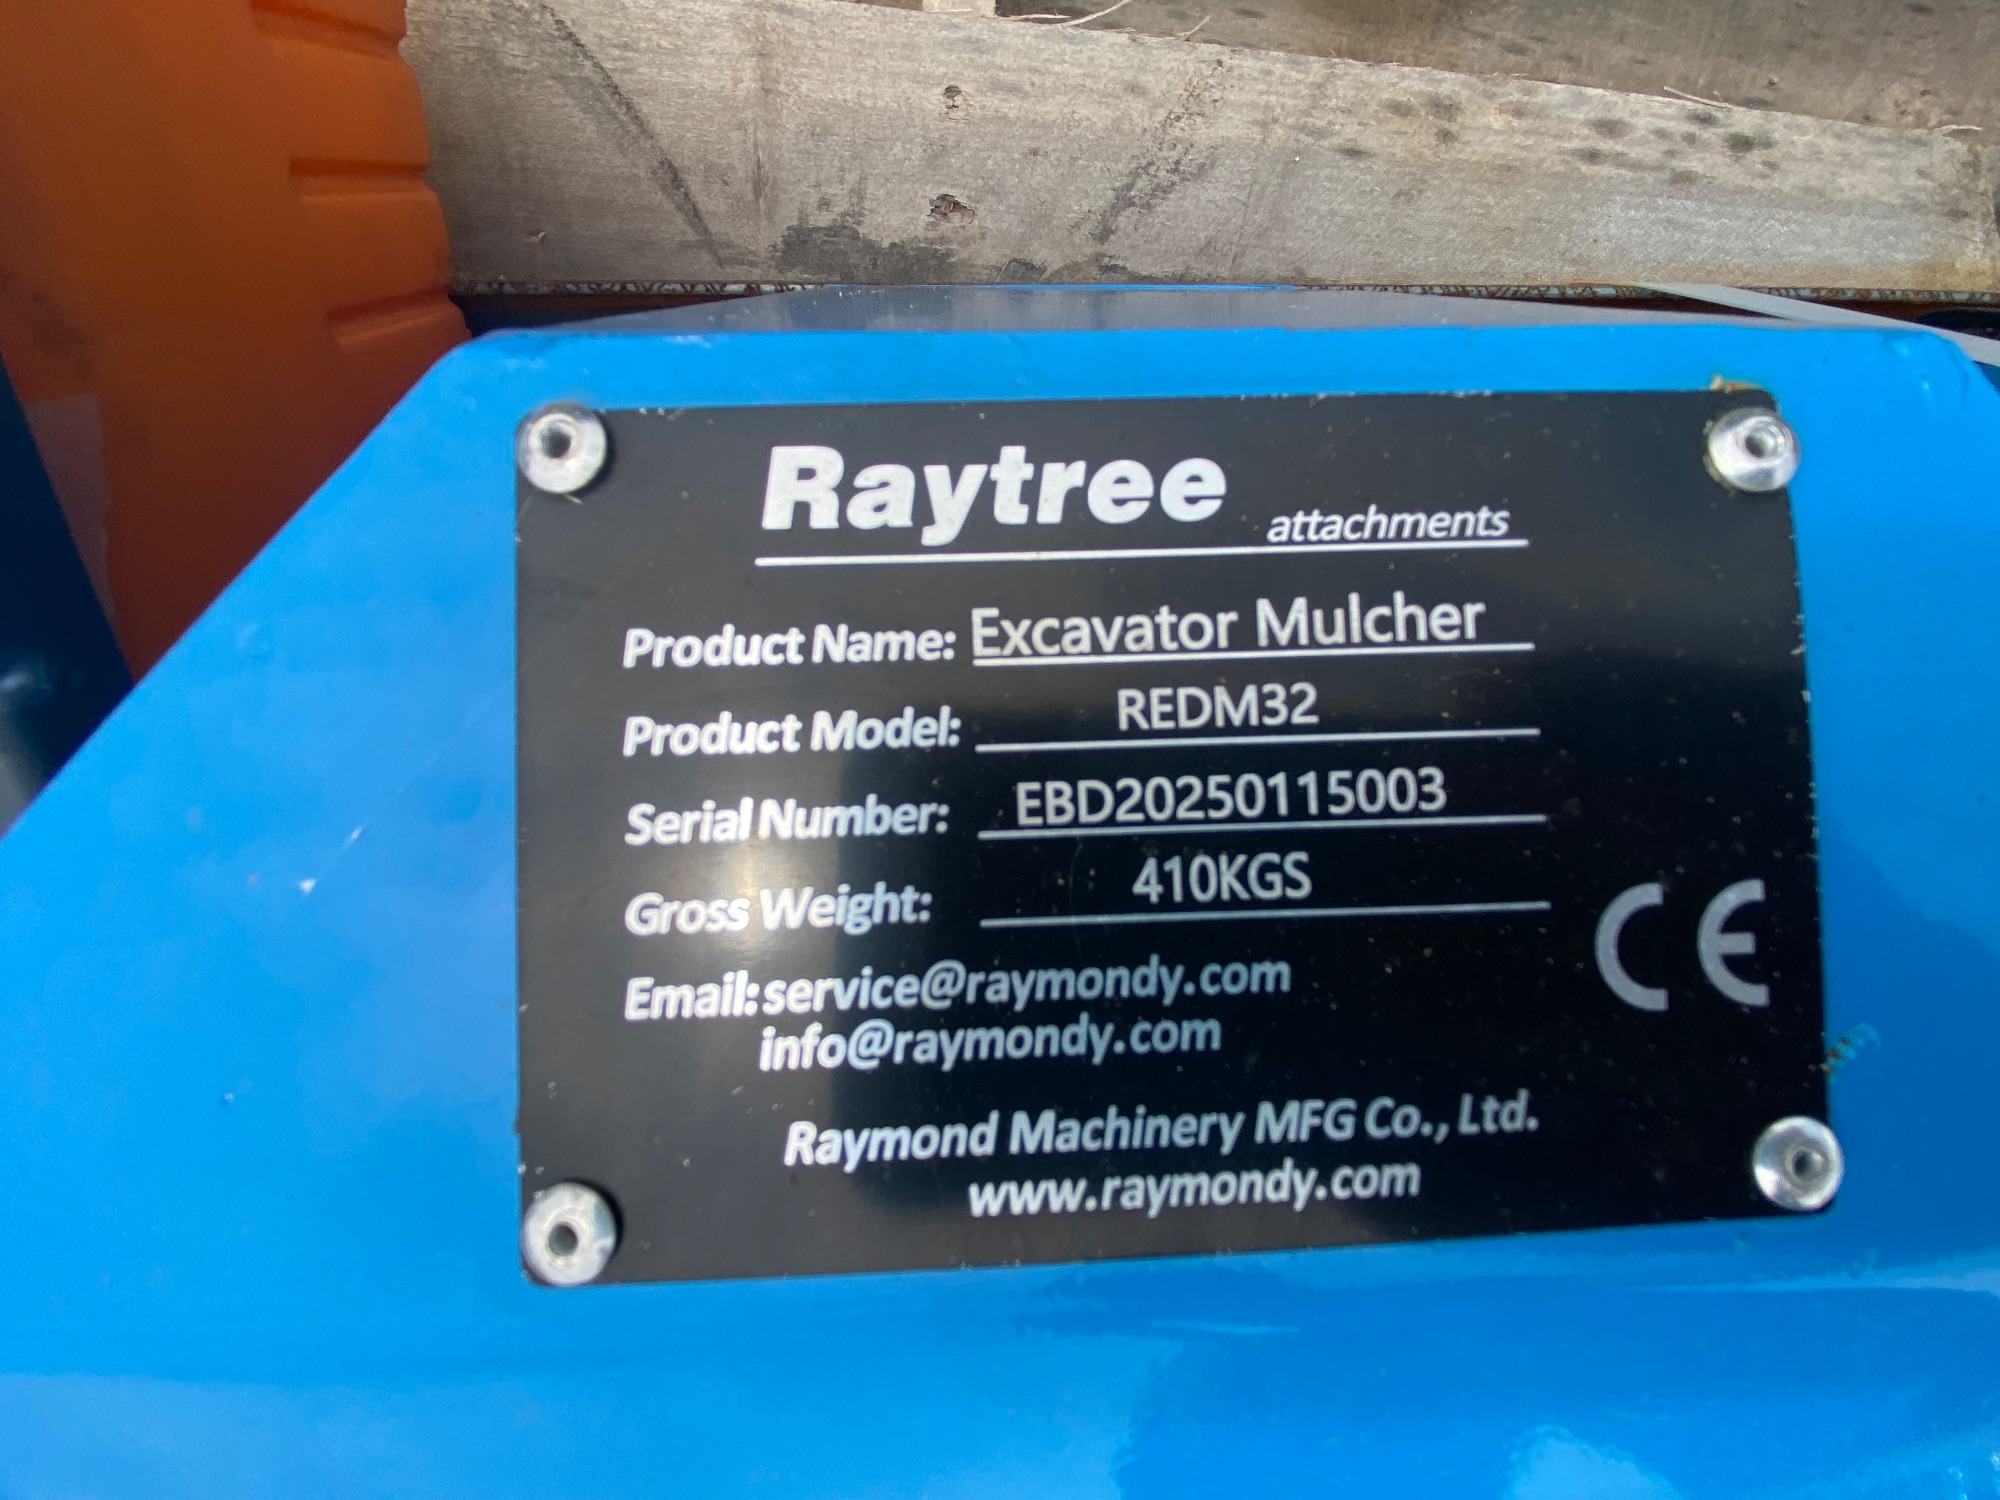 Raytree attachments
Product Name: Excavator Mulcher
Product Model: REDM32
Serial Number: EBD20250115003
Gross Weight: 410KGS
CE
Email: service@raymondy.com
info@raymondy.com
Raymond Machinery MFG Co., Ltd.
www.raymondy.com